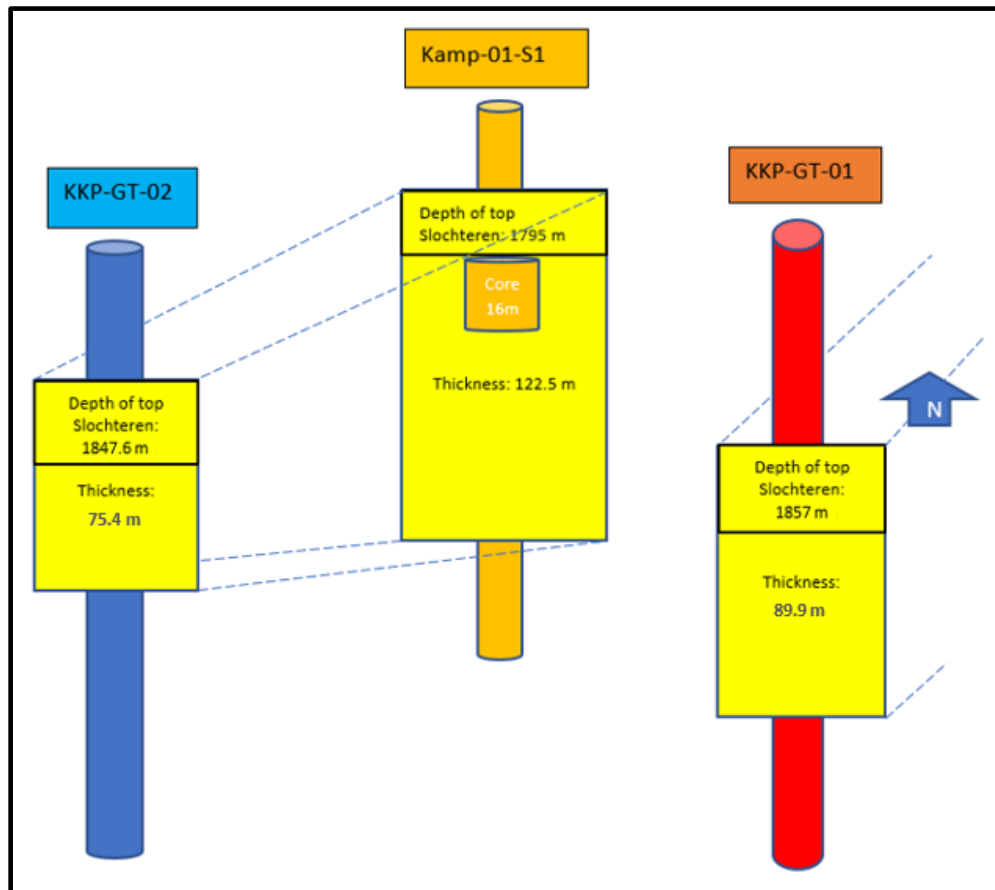 Kamp-01-S1
KKP-GT-02
KKP-GT-01
Depth of top
Slochteren: 1795 m
Core
16m
Thickness: 122.5 m
Depth of top
Slochteren:
1847.6 m
Thickness:
75.4 m
N
Depth of top
Slochteren:
1857 m
Thickness:
89.9 m